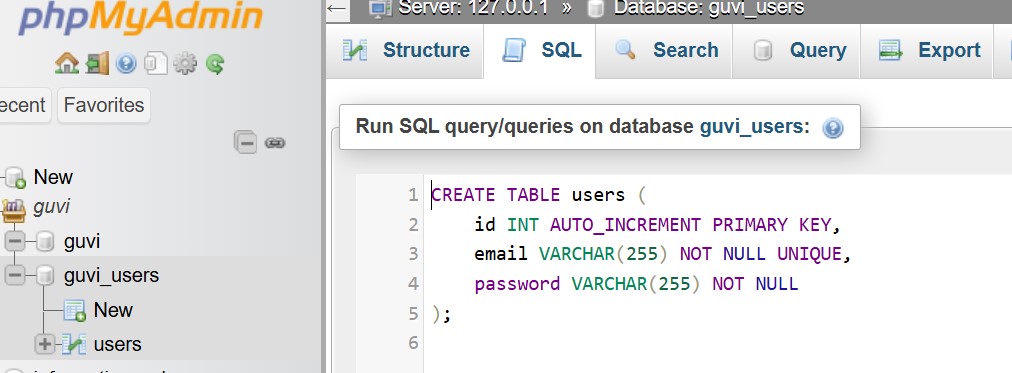 phpMyAdmin
ecent Favorites
New
guvi
guvi
guvi_users
New
users
Server: 127.0.0.1 » Database: guvi_users
Structure SQL Search Query Export
Run SQL query/queries on database guvi_users:
1 CREATE TABLE users (
2 id INT AUTO_INCREMENT PRIMARY KEY,
3 email VARCHAR(255) NOT NULL UNIQUE,
4 password VARCHAR(255) NOT NULL
5 );
6